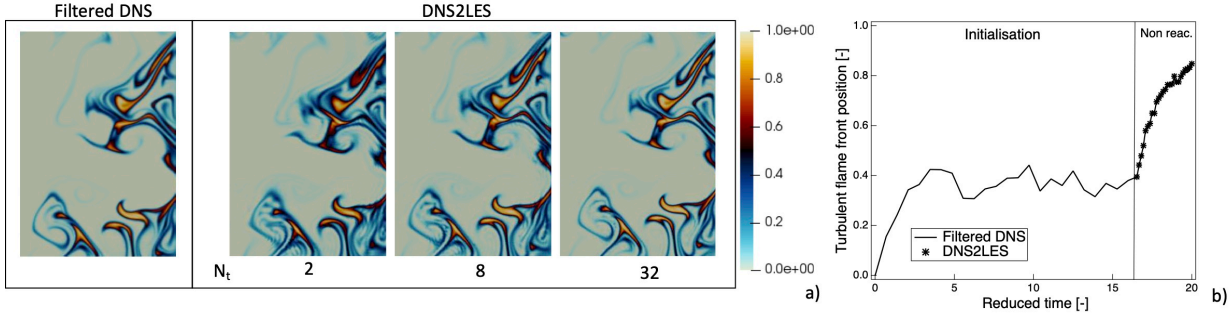 Filtered DNS
DNS2LES
1.0e+00
0.8
0.6
0.4
0.2
0.0e+00
Nt
2
8
32
a)
1.0
0.8
0.6
0.4
0.2
0.0
Turbulent flame front position [-]
Initialisation
Non reac.
Filtered DNS
DNS2LES
0
5
10
15
20
Reduced time [-]
b)